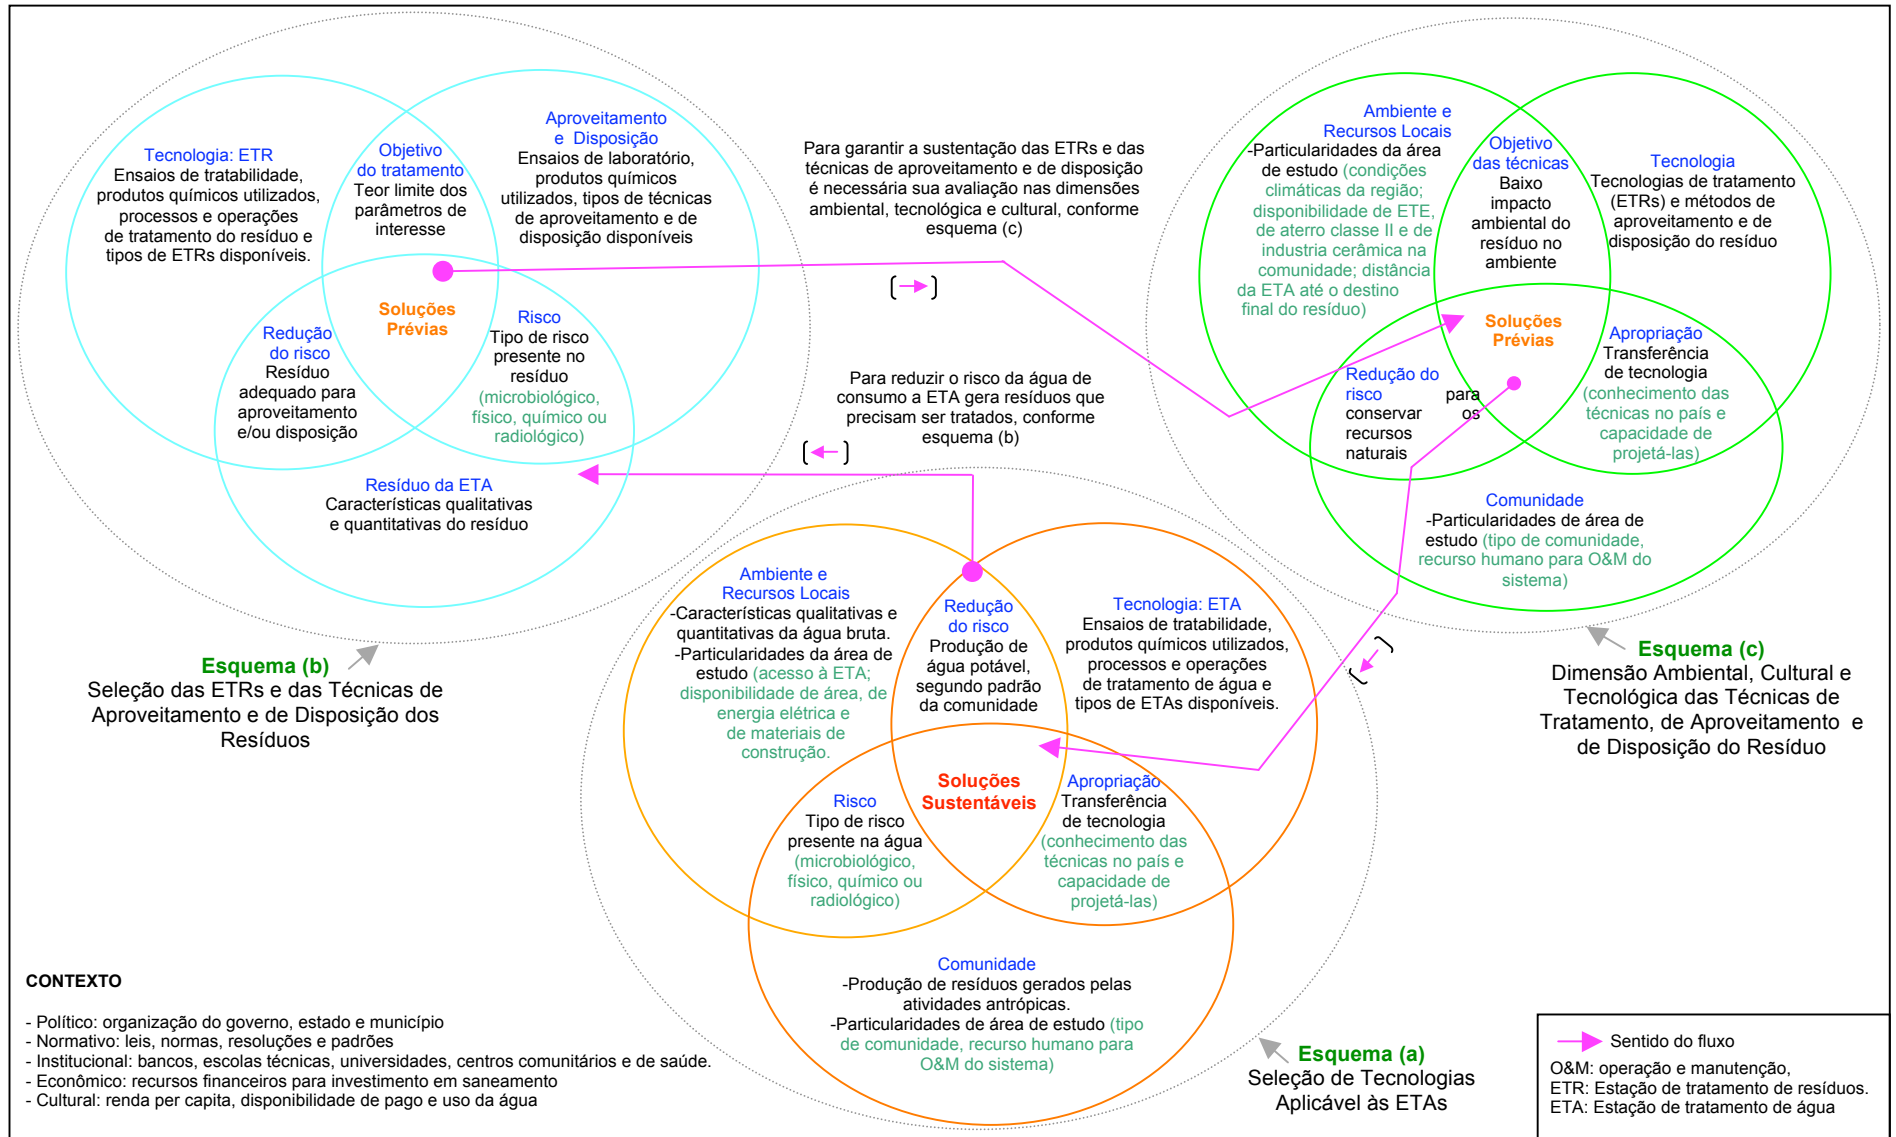 Tecnologia: ETR
Ensaios de tratabilidade,
produtos químicos utilizados,
processos e operações
de tratamento do resíduo e
tipos de ETRs disponíveis.
Objetivo
do tratamento
Teor limite dos
parâmetros de
interesse
Aproveitamento
e Disposição
Ensaios de laboratório,
produtos químicos
utilizados, tipos de técnicas
de aproveitamento e de
disposição disponíveis
Soluções
Prévias
Redução
do risco
Resíduo
adequado para
aproveitamento
e/ou disposição
Risco
Tipo de risco
presente no
resíduo
(microbiológico,
físico, químico ou
radiológico)
Resíduo da ETA
Características qualitativas
e quantitativas do resíduo
Esquema (b)
Seleção das ETRs e das Técnicas de
Aproveitamento e de Disposição dos
Resíduos
Para garantir a sustentação das ETRs e das
técnicas de aproveitamento e de disposição
é necessária sua avaliação nas dimensões
ambiental, tecnológica e cultural, conforme
esquema (c)
Para reduzir o risco da água de
consumo a ETA gera resíduos que
precisam ser tratados, conforme
esquema (b)
Ambiente e
Recursos Locais
-Particularidades da área
de estudo (condições
climáticas da região;
disponibilidade de ETE,
de aterro classe II e de
industria cerâmica na
comunidade; distância
da ETA até o destino
final do resíduo)
Objetivo
das técnicas
Baixo
impacto
ambiental do
resíduo no
ambiente
Tecnologia
Tecnologias de tratamento
(ETRs) e métodos de
aproveitamento e de
disposição do resíduo
Soluções
Prévias
Redução do
risco para
conservar os
recursos
naturais
Apropriação
Transferência
de tecnologia
(conhecimento das
técnicas no país e
capacidade de
projetá-las)
Comunidade
-Particularidades de área de
estudo (tipo de comunidade,
recurso humano para O&M do
sistema)
Esquema (c)
Dimensão Ambiental, Cultural e
Tecnológica das Técnicas de
Tratamento, de Aproveitamento e
de Disposição do Resíduo
Ambiente e
Recursos Locais
-Características qualitativas e
quantitativas da água bruta.
-Particularidades da área de
estudo (acesso à ETA;
disponibilidade de área, de
energia elétrica e
de materiais de
construção.
Redução
do risco
Produção de
água potável,
segundo padrão
da comunidade
Tecnologia: ETA
Ensaios de tratabilidade,
produtos químicos utilizados,
processos e operações
de tratamento de água e
tipos de ETAs disponíveis.
Soluções
Sustentáveis
Risco
Tipo de risco
presente na água
(microbiológico,
físico, químico ou
radiológico)
Apropriação
Transferência
de tecnologia
(conhecimento das
técnicas no país e
capacidade de
projetá-las)
Comunidade
-Produção de resíduos gerados pelas
atividades antrópicas.
-Particularidades de área de estudo (tipo
de comunidade, recurso humano para
O&M do sistema)
Esquema (a)
Seleção de Tecnologias
Aplicável às ETAs
CONTEXTO
- Político: organização do governo, estado e município
- Normativo: leis, normas, resoluções e padrões
- Institucional: bancos, escolas técnicas, universidades, centros comunitários e de saúde.
- Econômico: recursos financeiros para investimento em saneamento
- Cultural: renda per capita, disponibilidade de pago e uso da água
Sentido do fluxo
O&M: operação e manutenção,
ETR: Estação de tratamento de resíduos.
ETA: Estação de tratamento de água